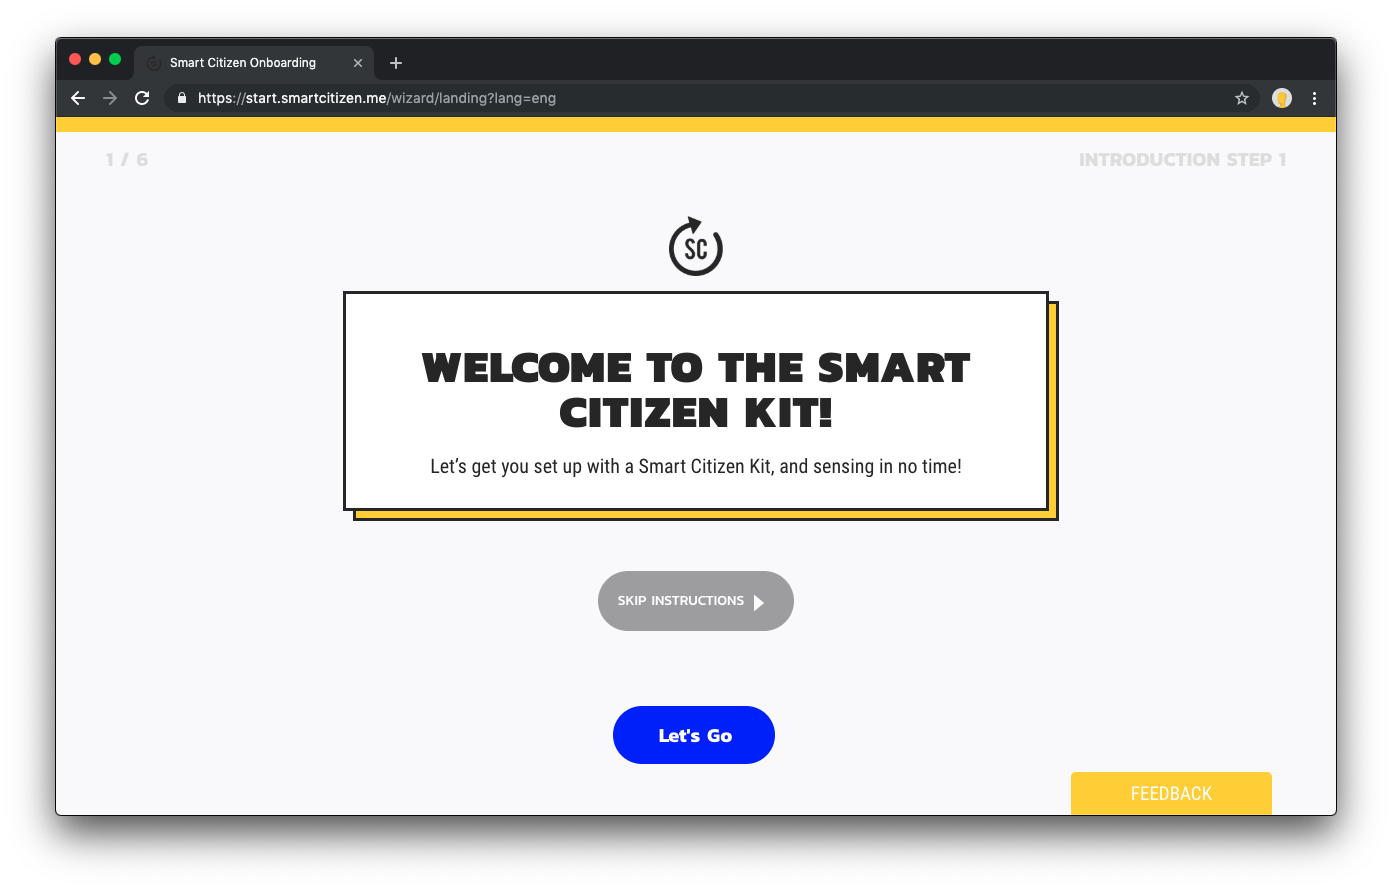 Smart Citizen Onboarding
https://start.smartcitizen.me/wizard/landing?lang=eng
1 / 6
INTRODUCTION STEP 1
SC
WELCOME TO THE SMART
CITIZEN KIT!
Let’s get you set up with a Smart Citizen Kit, and sensing in no time!
SKIP INSTRUCTIONS
Let's Go
FEEDBACK